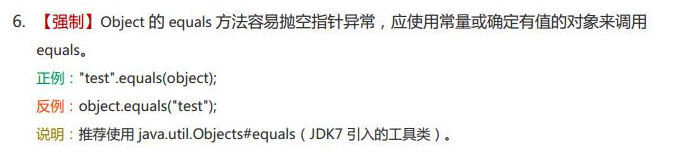 6. 【强制】Object 的 equals 方法容易抛空指针异常，应使用常量或确定有值的对象来调用
equals。
正例："test".equals(object);
反例：object.equals("test");
说明：推荐使用 java.util.Objects#equals（JDK7 引入的工具类）。